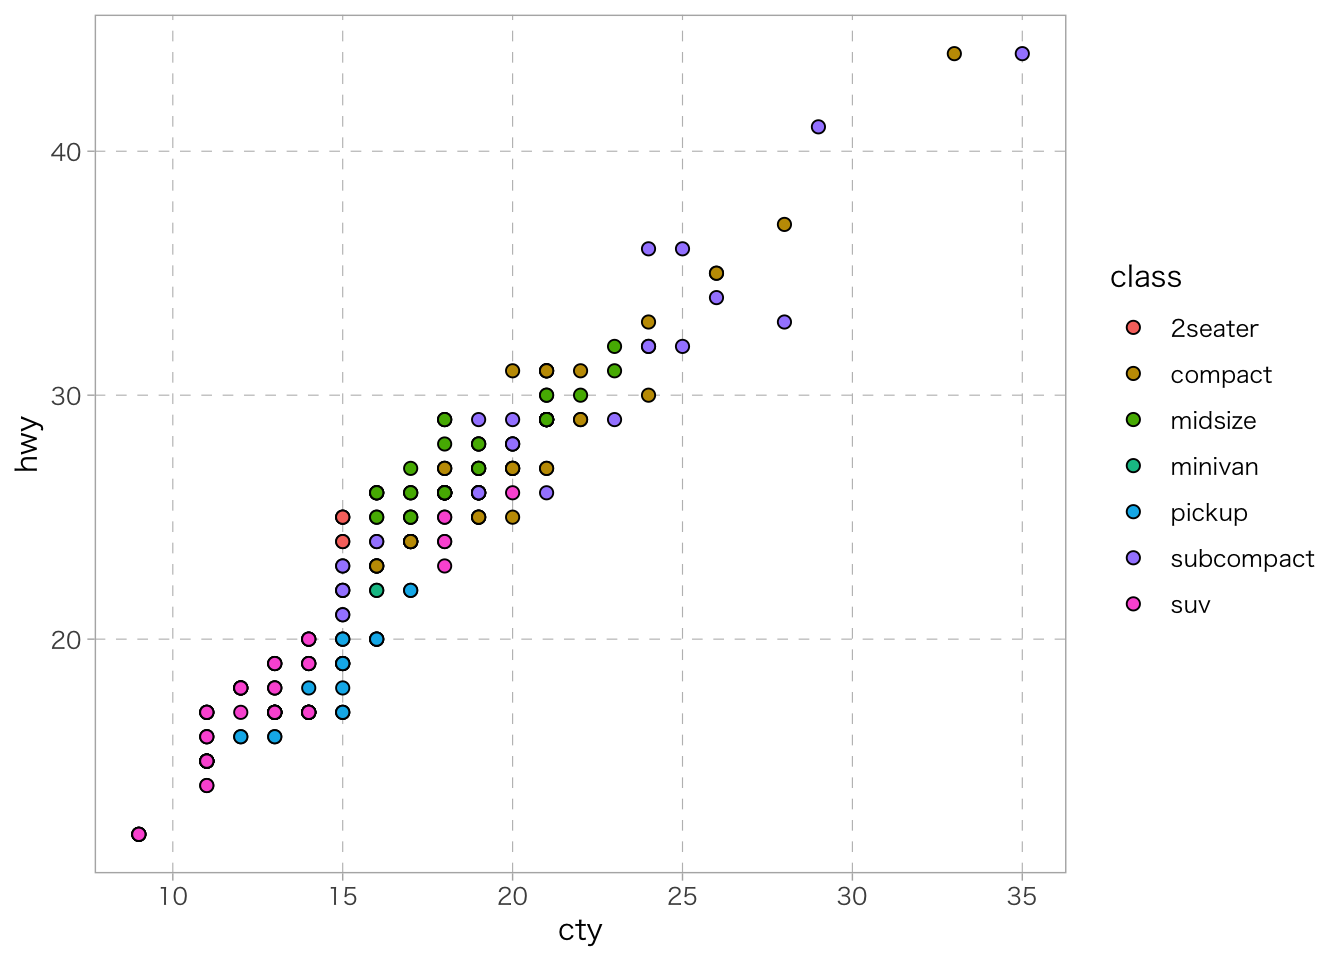 40
30
20
hwy
10 15 20 25 30 35
cty
class
2seater
compact
midsize
minivan
pickup
subcompact
suv